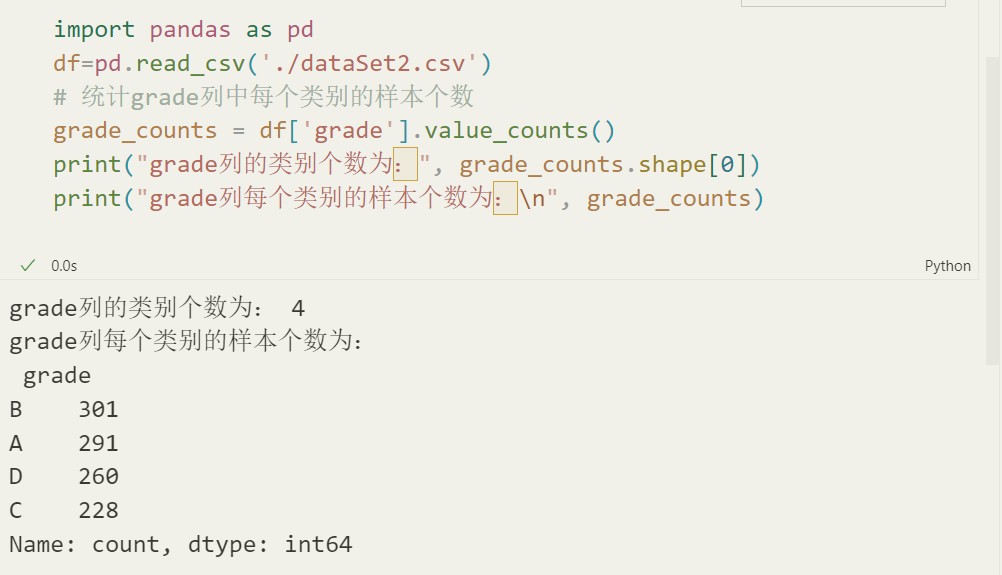 import pandas as pd
df=pd.read_csv('./dataSet2.csv')
# 统计grade列中每个类别的样本个数
grade_counts = df['grade'].value_counts()
print("grade列的类别个数为：", grade_counts.shape[0])
print("grade列每个类别的样本个数为：\n", grade_counts)
✓ 0.0s
Python
grade列的类别个数为： 4
grade列每个类别的样本个数为：
 grade
B    301
A    291
D    260
C    228
Name: count, dtype: int64